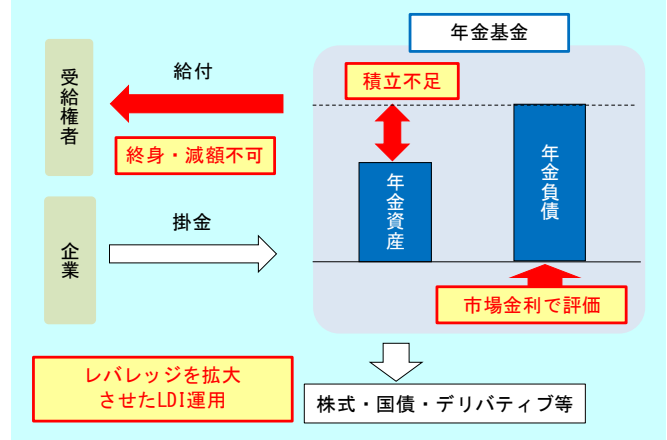 年金基金
受給権者
給付
積立不足
終身・減額不可
年金資産
年金負債
企業
掛金
市場金利で評価
レバレッジを拡大
させたLDI運用
株式・国債・デリバティブ等